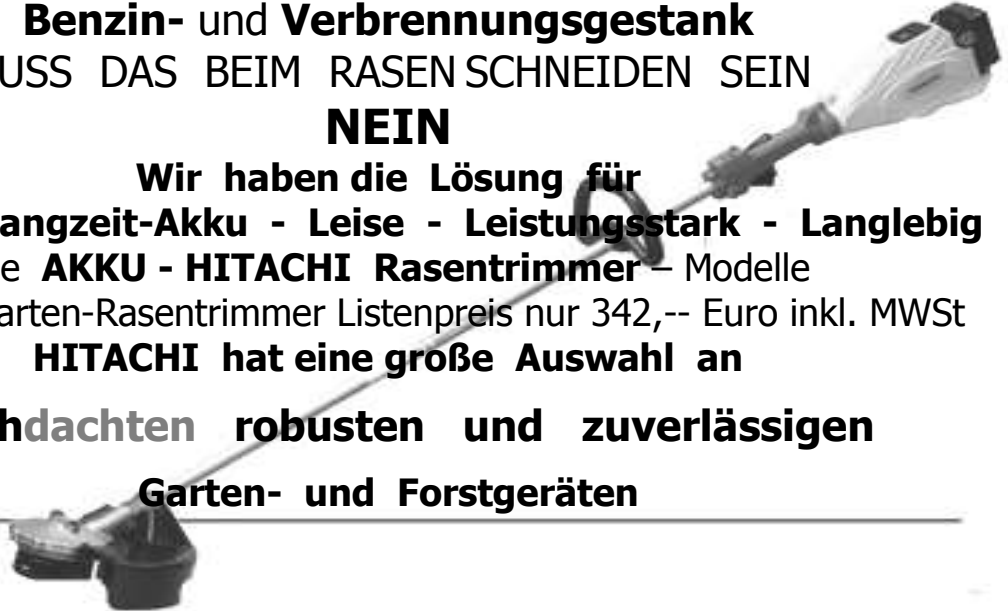 Benzin- und Verbrennungsgestank
USS DAS BEIM RASEN SCHNEIDEN SEIN
NEIN
Wir haben die Lösung für
angzeit-Akku - Leise - Leistungsstark - Langlebig
e AKKU - HITACHI Rasentrimmer – Modelle
arten-Rasentrimmer Listenpreis nur 342,-- Euro inkl. MWSt
HITACHI hat eine große Auswahl an
hdachten robusten und zuverlässigen
Garten- und Forstgeräten